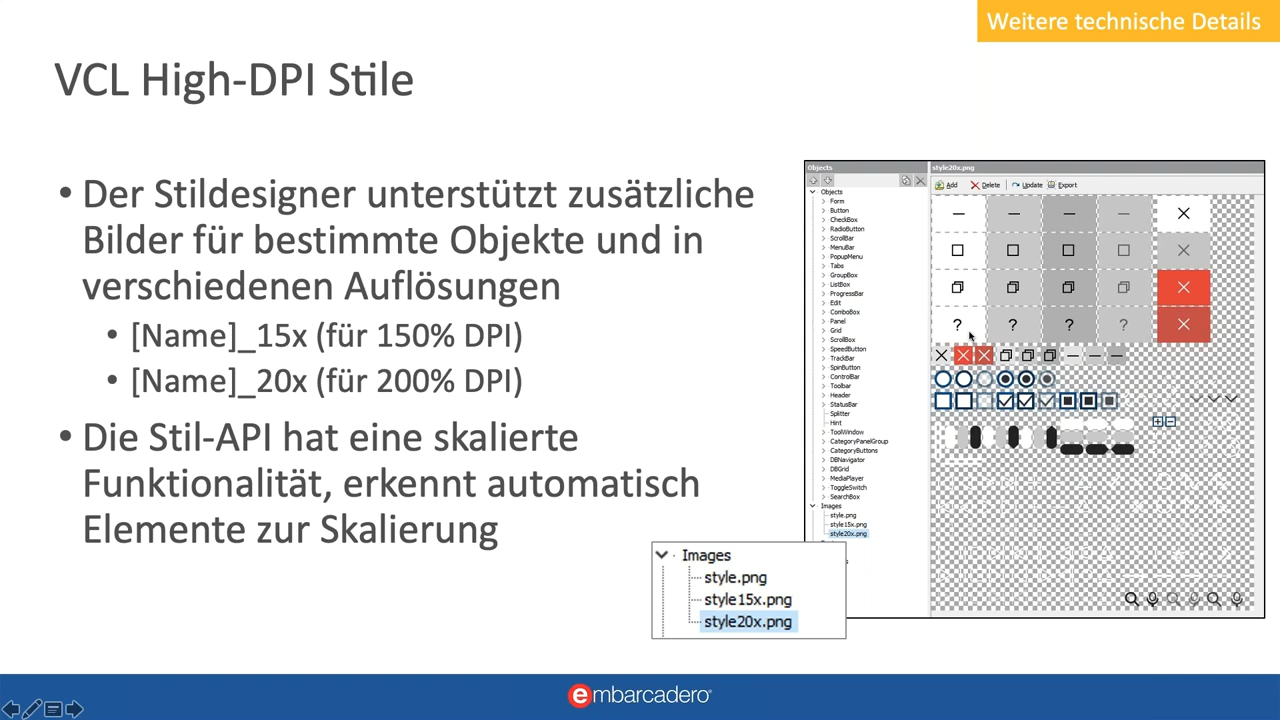 Weitere technische Details
VCL High-DPI Stile
• Der Stildesigner unterstützt zusätzliche
Bilder für bestimmte Objekte und in
verschiedenen Auflösungen
• [Name]_15x (für 150% DPI)
• [Name]_20x (für 200% DPI)
• Die Stil-API hat eine skalierte
Funktionalität, erkennt automatisch
Elemente zur Skalierung
Objects
Objects
Form
Button
CheckBox
RadioButton
ScrollBar
MenuBar
PopupMenu
Tabs
GroupBox
ListBox
ProgressBar
Edit
ComboBox
Panel
Grid
ScrollBox
SpeedButton
TrackBar
SpinButton
ControlBar
Toolbar
Header
StatusBar
Splitter
Hint
ToolWindow
CategoryPanelGroup
CategoryButtons
DBNavigator
DBGrid
MediaPlayer
ToggleSwitch
SearchBox
Images
style.png
style15x.png
style20x.png
style20x.png
Add Delete Update Export
? ? ? ?
Images
style.png
style15x.png
style20x.png
embarcadero